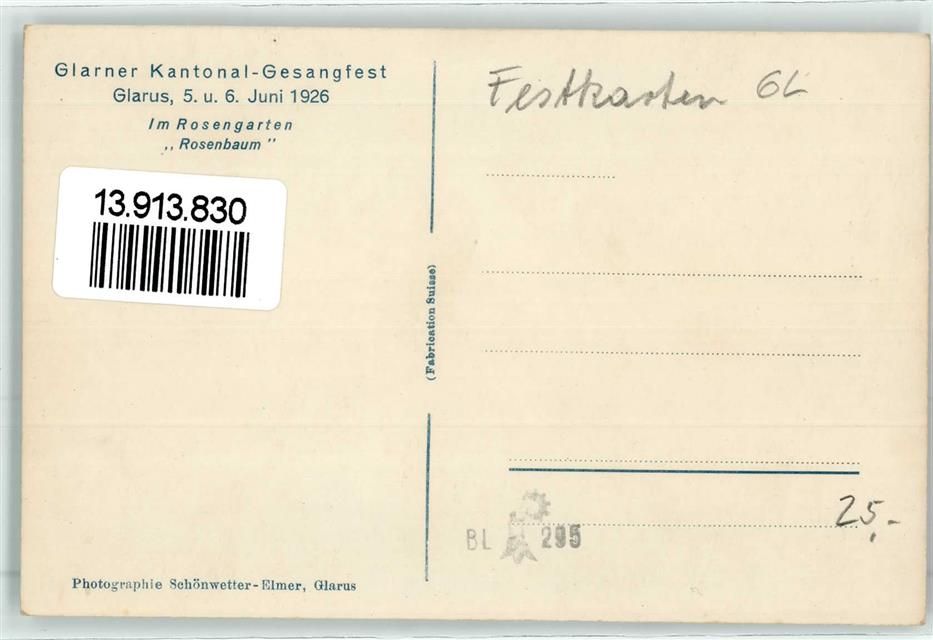 Glarner Kantonal-Gesangfest
Glarus, 5. u. 6. Juni 1926
Im Rosengarten
,, Rosenbaum "
13.913.830
(Fabrication Suisse)
Photographie Schönwetter-Elmer, Glarus
Festkarten GL
BL 295
25,-